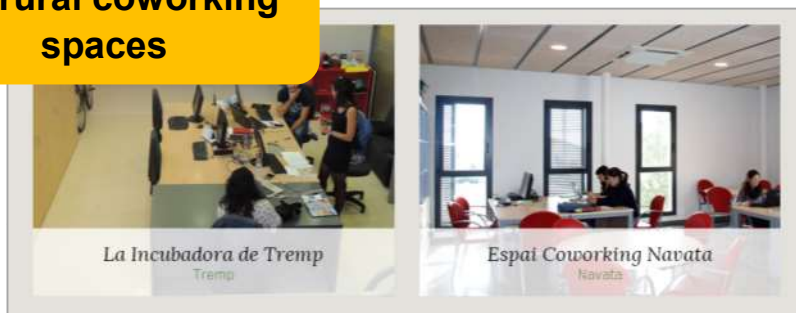 rural coworking
spaces
La Incubadora de Tremp
Tremp
Espai Coworking Navata
Navata